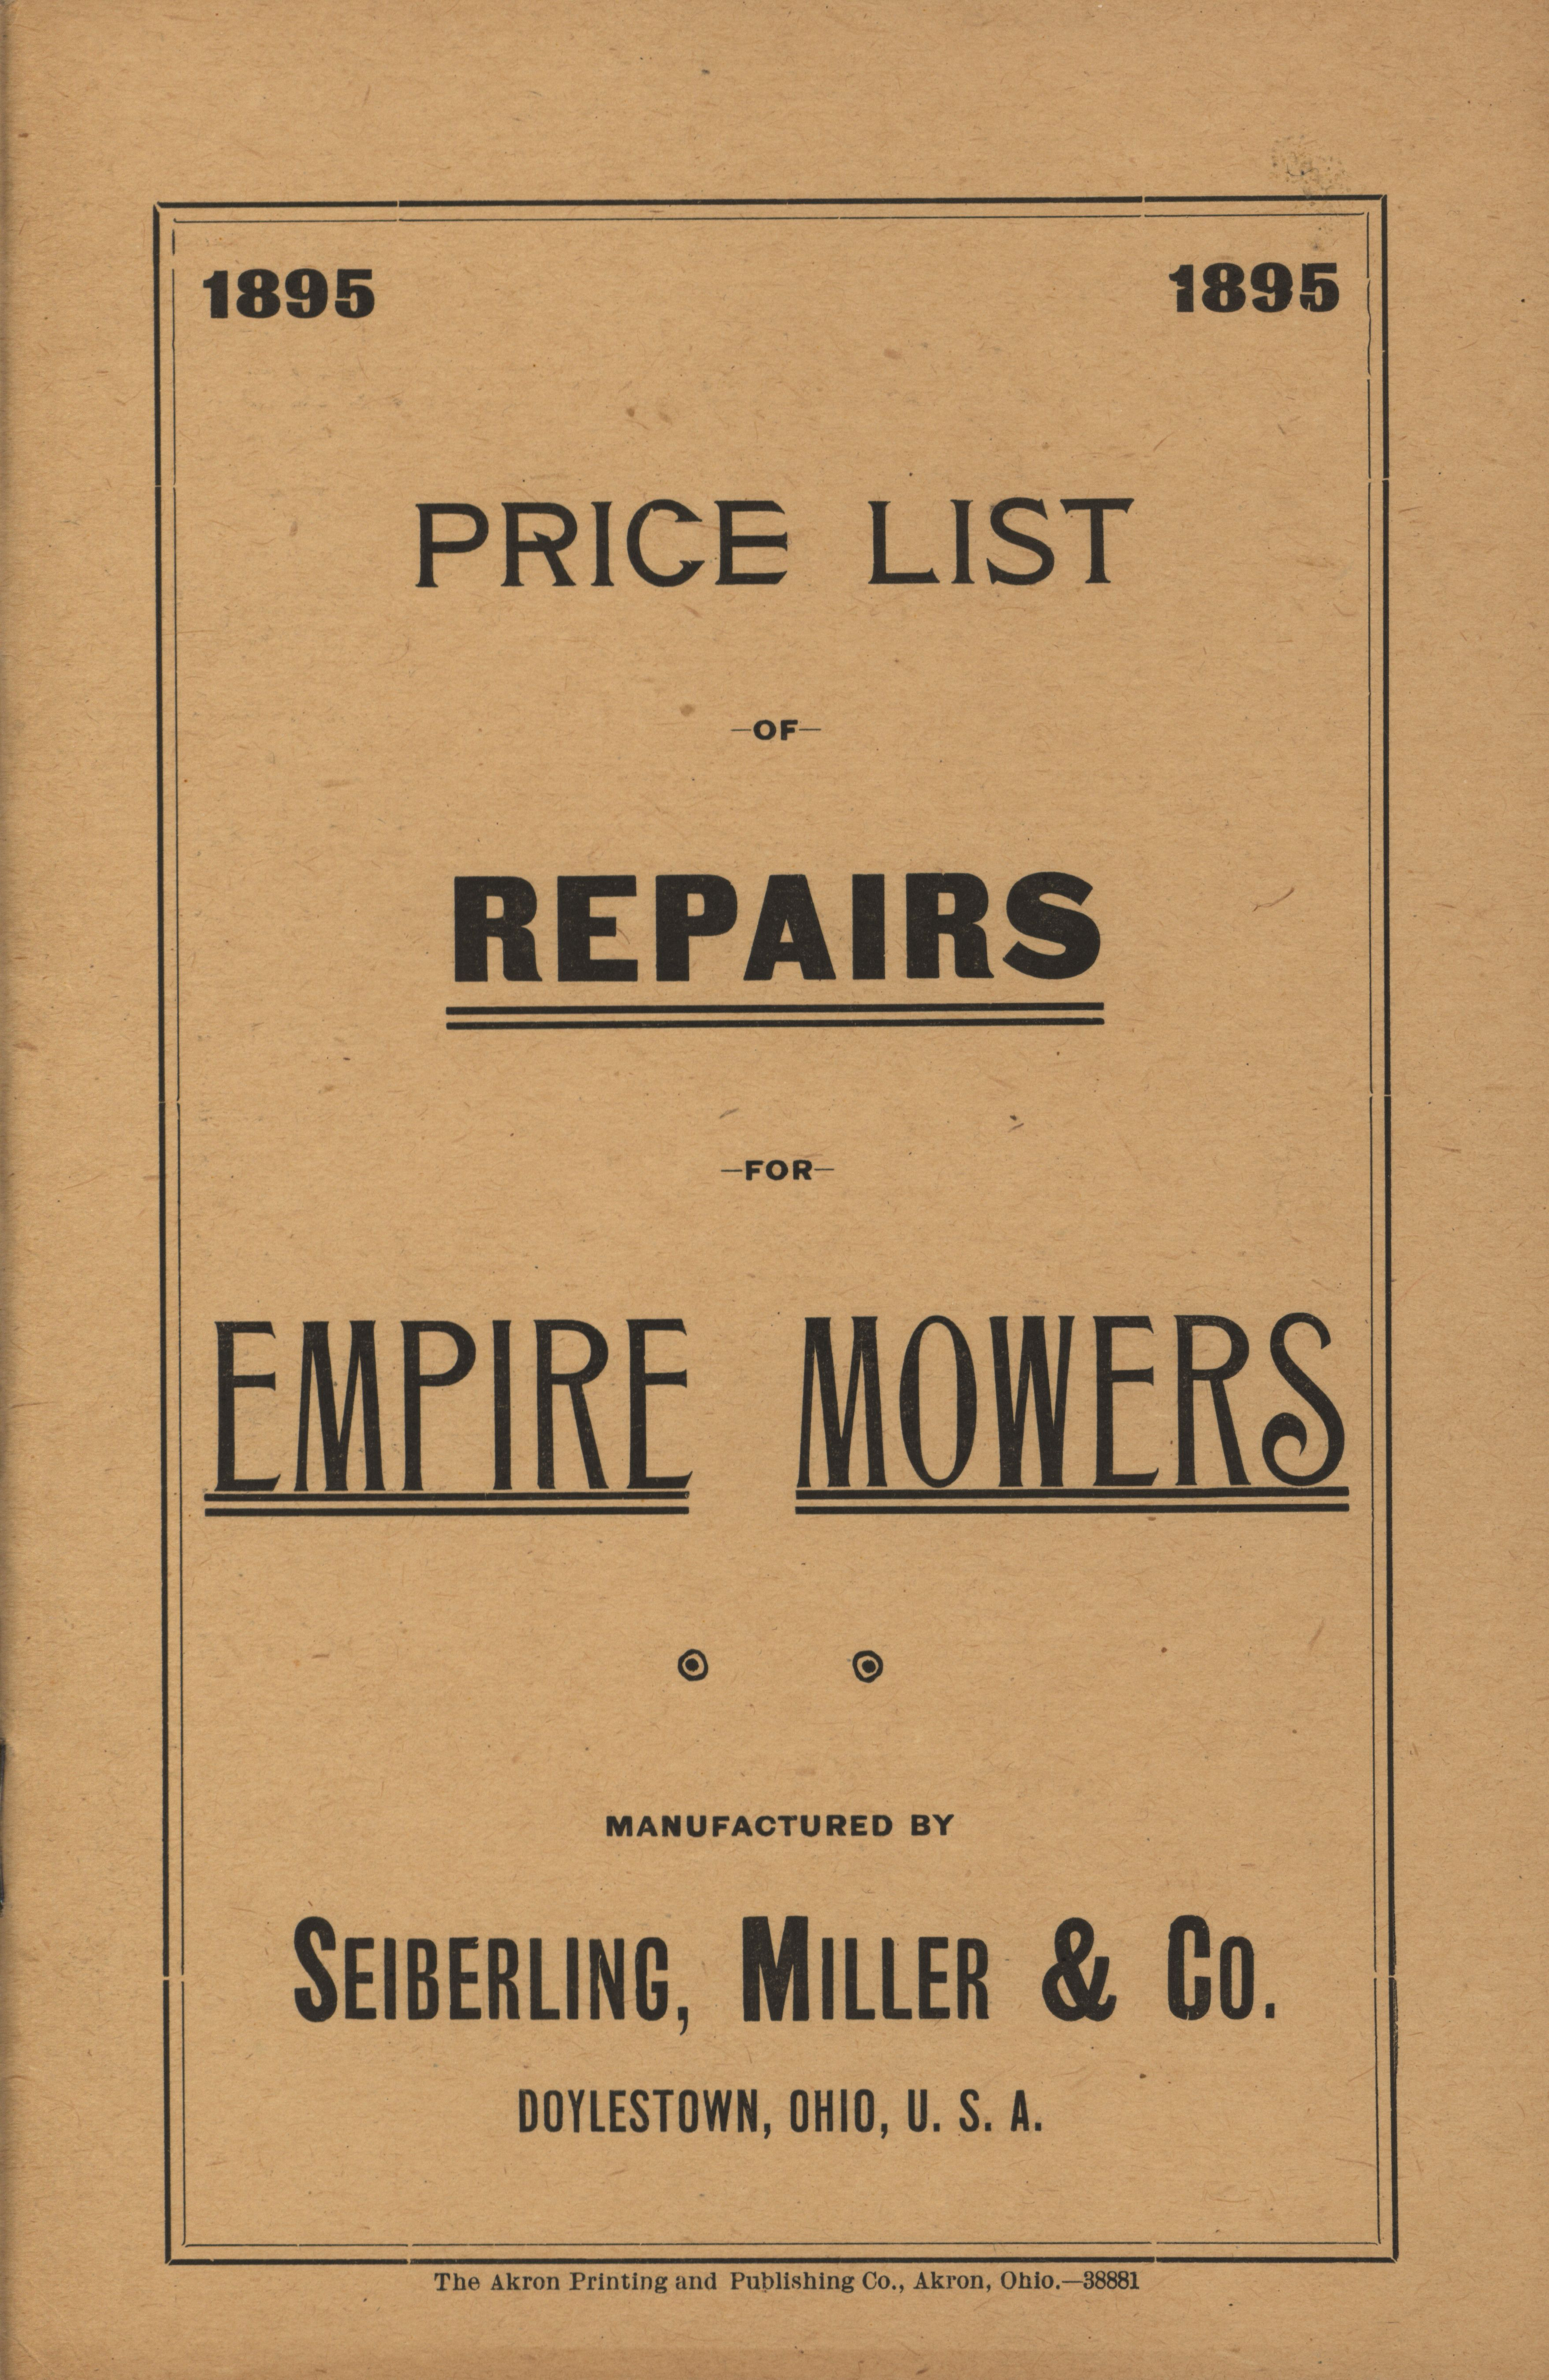 1895 1895
PRICE LIST
—OF—
REPAIRS
—FOR—
EMPIRE MOWERS
MANUFACTURED BY
SEIBERLING, MILLER & CO.
DOYLESTOWN, OHIO, U. S. A.
The Akron Printing and Publishing Co., Akron, Ohio.—38881